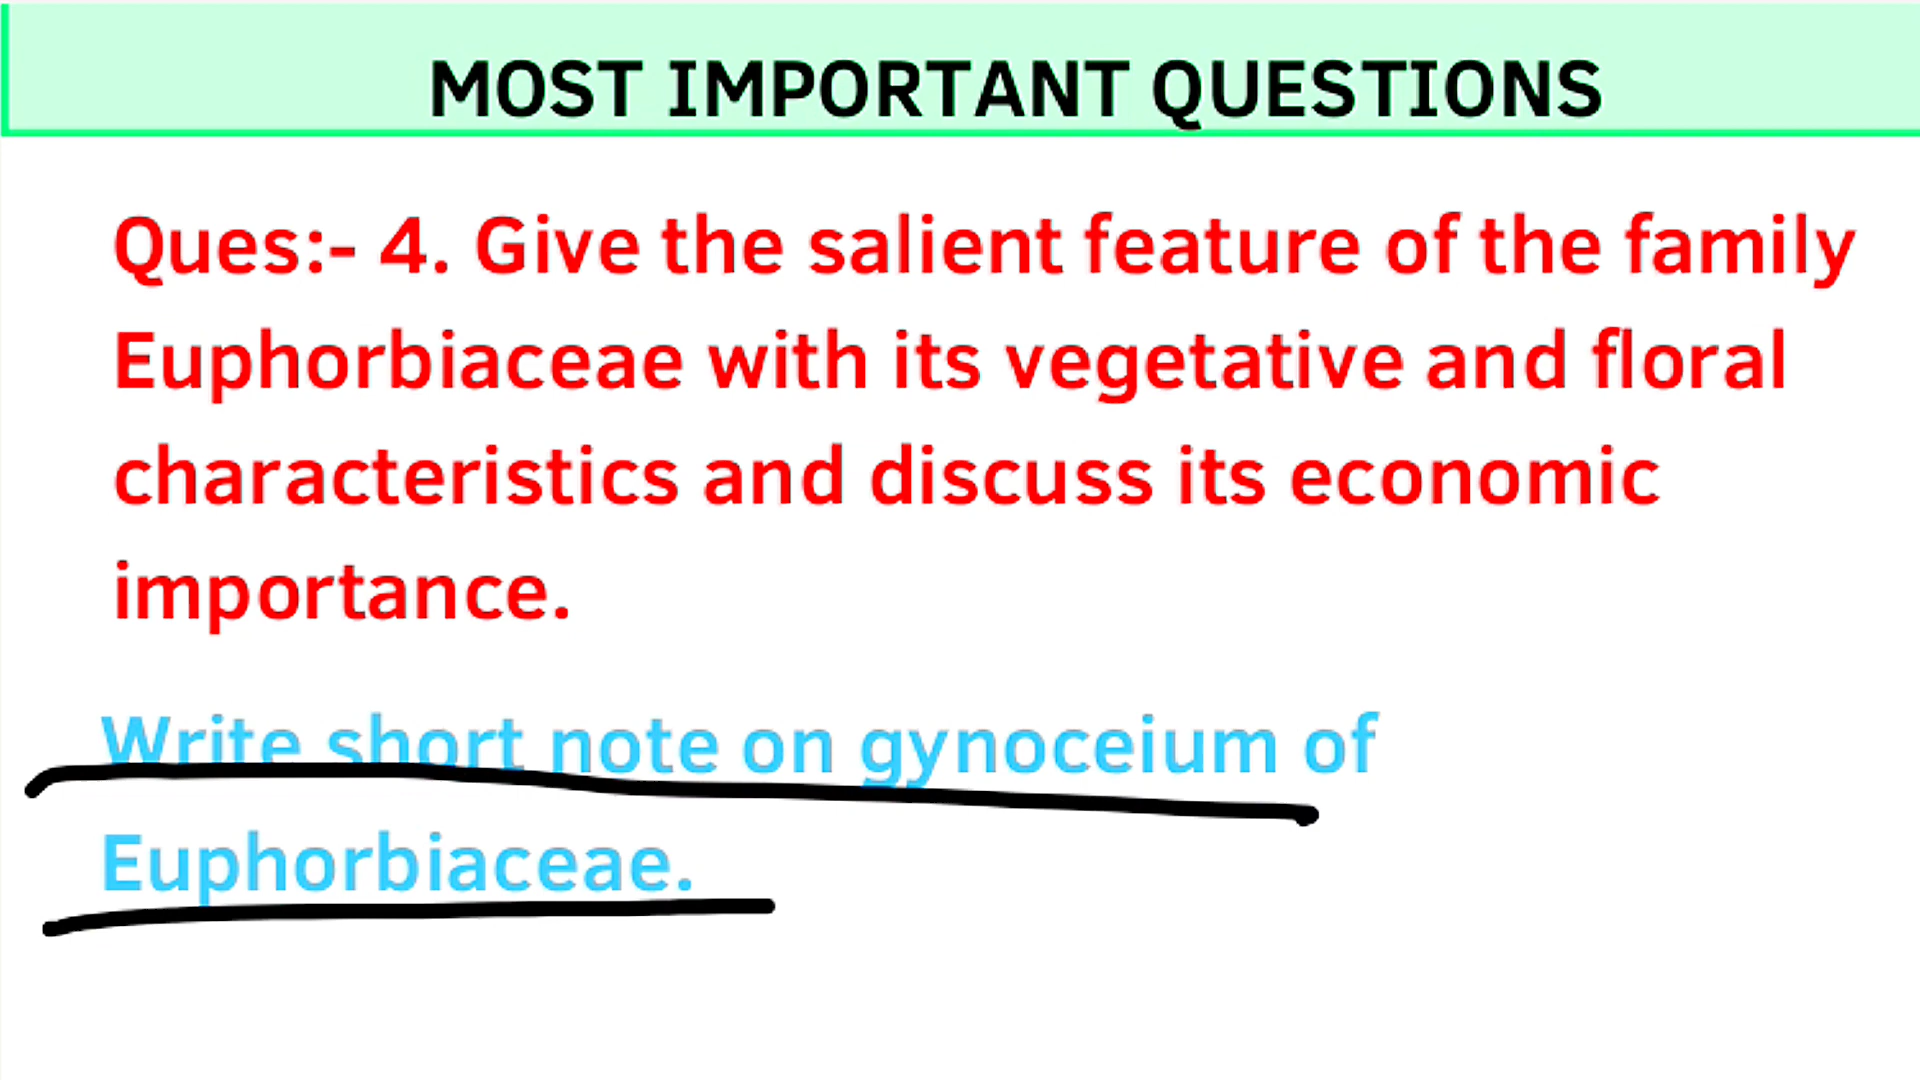 MOST IMPORTANT QUESTIONS
Ques:- 4. Give the salient feature of the family
Euphorbiaceae with its vegetative and floral
characteristics and discuss its economic
importance.
Write short note on gynoceium of
Euphorbiaceae.